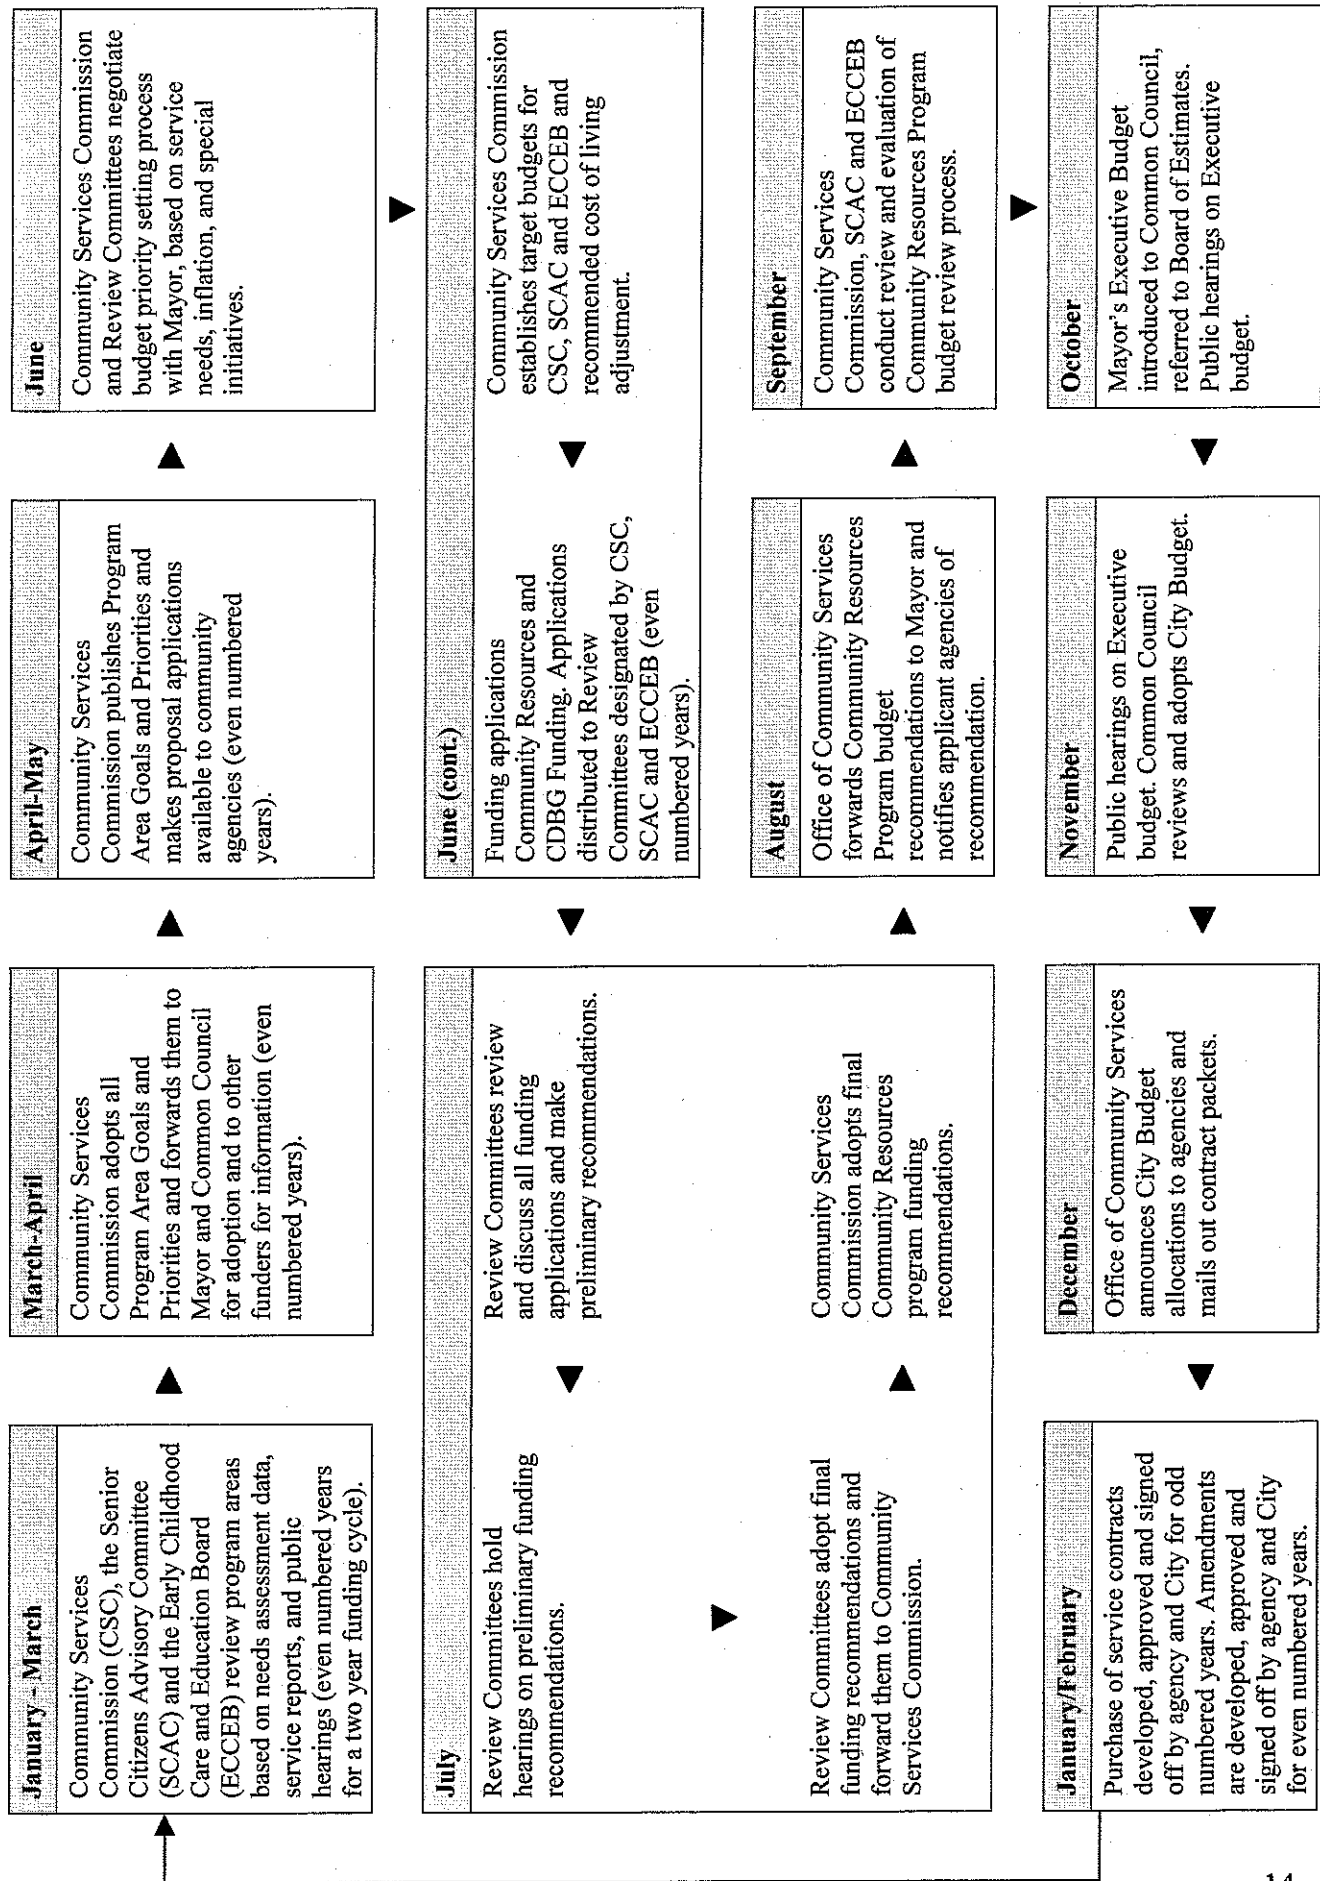 January - March
Community Services
Commission (CSC), the Senior
Citizens Advisory Committee
(SCAC) and the Early Childhood
Care and Education Board
(ECCEB) review program areas
based on needs assessment data,
service reports, and public
hearings (even numbered years
for a two year funding cycle).
March-April
Community Services
Commission adopts all
Program Area Goals and
Priorities and forwards them to
Mayor and Common Council
for adoption and to other
funders for information (even
numbered years).
April-May
Community Services
Commission publishes Program
Area Goals and Priorities and
makes proposal applications
available to community
agencies (even numbered
years).
June
Community Services Commission
and Review Committees negotiate
budget priority setting process
with Mayor, based on service
needs, inflation, and special
initiatives.
June (cont.)
Community Services Commission
establishes target budgets for
CSC, SCAC and ECCEB and
recommended cost of living
adjustment.
Funding applications
Community Resources and
CDBG Funding. Applications
distributed to Review
Committees designated by CSC,
SCAC and ECCEB (even
numbered years).
July
Review Committees review
and discuss all funding
applications and make
preliminary recommendations.
Review Committees hold
hearings on preliminary funding
recomendations.
Review Committees adopt final
funding recommendations and
forward them to Community
Services Commission.
Community Services
Commission adopts final
Community Resources
program funding
recommendations.
August
Office of Community Services
forwards Community Resources
Program budget
recommendations to Mayor and
notifies applicant agencies of
recommendation.
September
Community Services
Commission, SCAC and ECCEB
conduct review and evaluation of
Community Resources Program
budget review process.
October
Mayor's Executive Budget
introduced to Common Council,
referred to Board of Estimates.
Public hearings on Executive
budget.
November
Public hearings on Executive
budget. Common Council
reviews and adopts City Budget.
December
Office of Community Services
announces City Budget
allocations to agencies and
mails out contract packets.
January/February
Purchase of service contracts
developed, approved and signed
off by agency and City for odd
numbered years. Amendments
are developed, approved and
signed off by agency and City
for even numbered years.
14